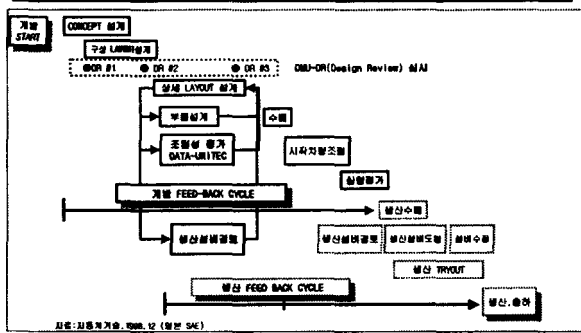 개발
START
CONCEPT 설계
구상 LAYOUT설계
DR #1
DR #2
DR #3
DMU-DR(Design Review) 실시
상세 LAYOUT 설계
부품설계
수배
조립성 평가
DATA-UNITEC
시작차량조립
실험평가
개발 FEED-BACK CYCLE
생산수배
생산설비검토
생산설비검토
생산설비도형
설비수정
생산 TRYOUT
생산 FEED BACK CYCLE
생산.출하
자료:자동차기술.1998.12 (일본 SAE)